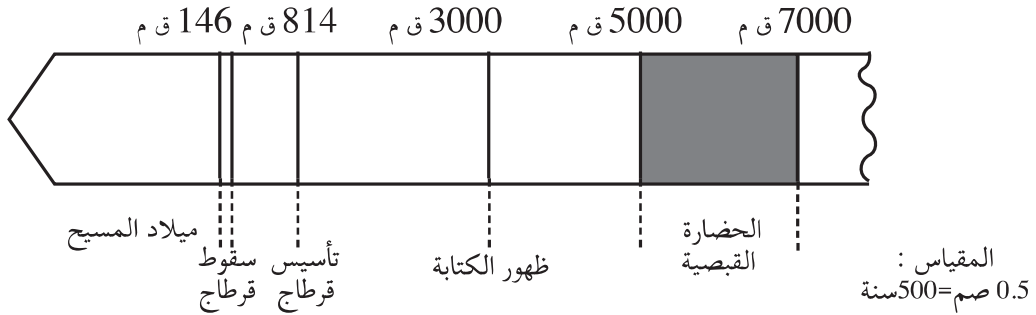 7000 ق م
5000 ق م
3000 ق م
814 ق م
146 ق م
الحضارة
القبصية
ظهور الكتابة
تأسيس
قرطاج
سقوط
قرطاج
ميلاد المسيح
المقياس :
0.5 صم=500سنة